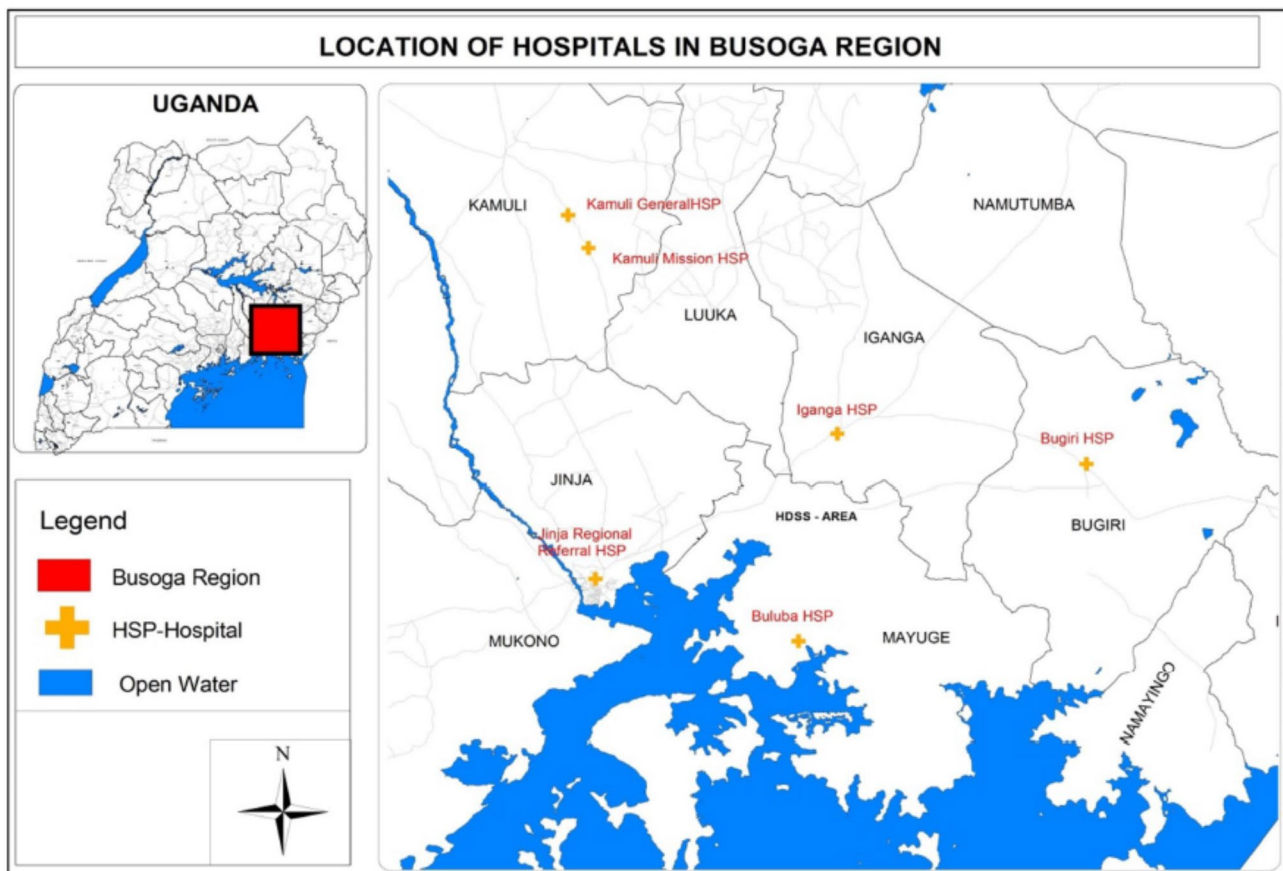 LOCATION OF HOSPITALS IN BUSOGA REGION
UGANDA
Legend
Busoga Region
HSP-Hospital
Open Water
N
KAMULI
Kamuli GeneralHSP
Kamuli Mission HSP
NAMUTUMBA
LUUKA
IGANGA
Iganga HSP
Bugiri HSP
JINJA
HDSS - AREA
BUGIRI
Jinja Regional
Referral HSP
Buluba HSP
MUKONO
MAYUGE
NAMAYINGO